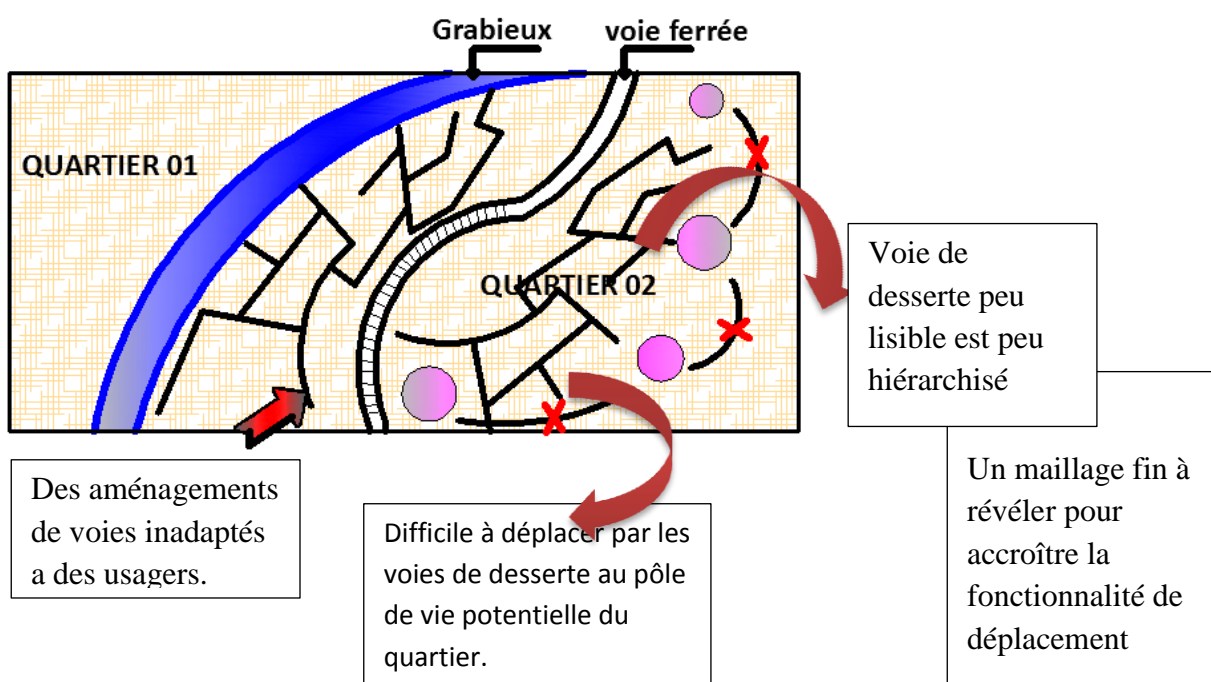 Grabieux
voie ferrée
QUARTIER 01
QUARTIER 02
Voie de
desserte peu
lisible est peu
hiérarchisé
Un maillage fin à
révéler pour
accroître la
fonctionnalité de
déplacement
Des aménagements
de voies inadaptés
a des usagers.
Difficile à déplacer par les
voies de desserte au pôle
de vie potentielle du
quartier.